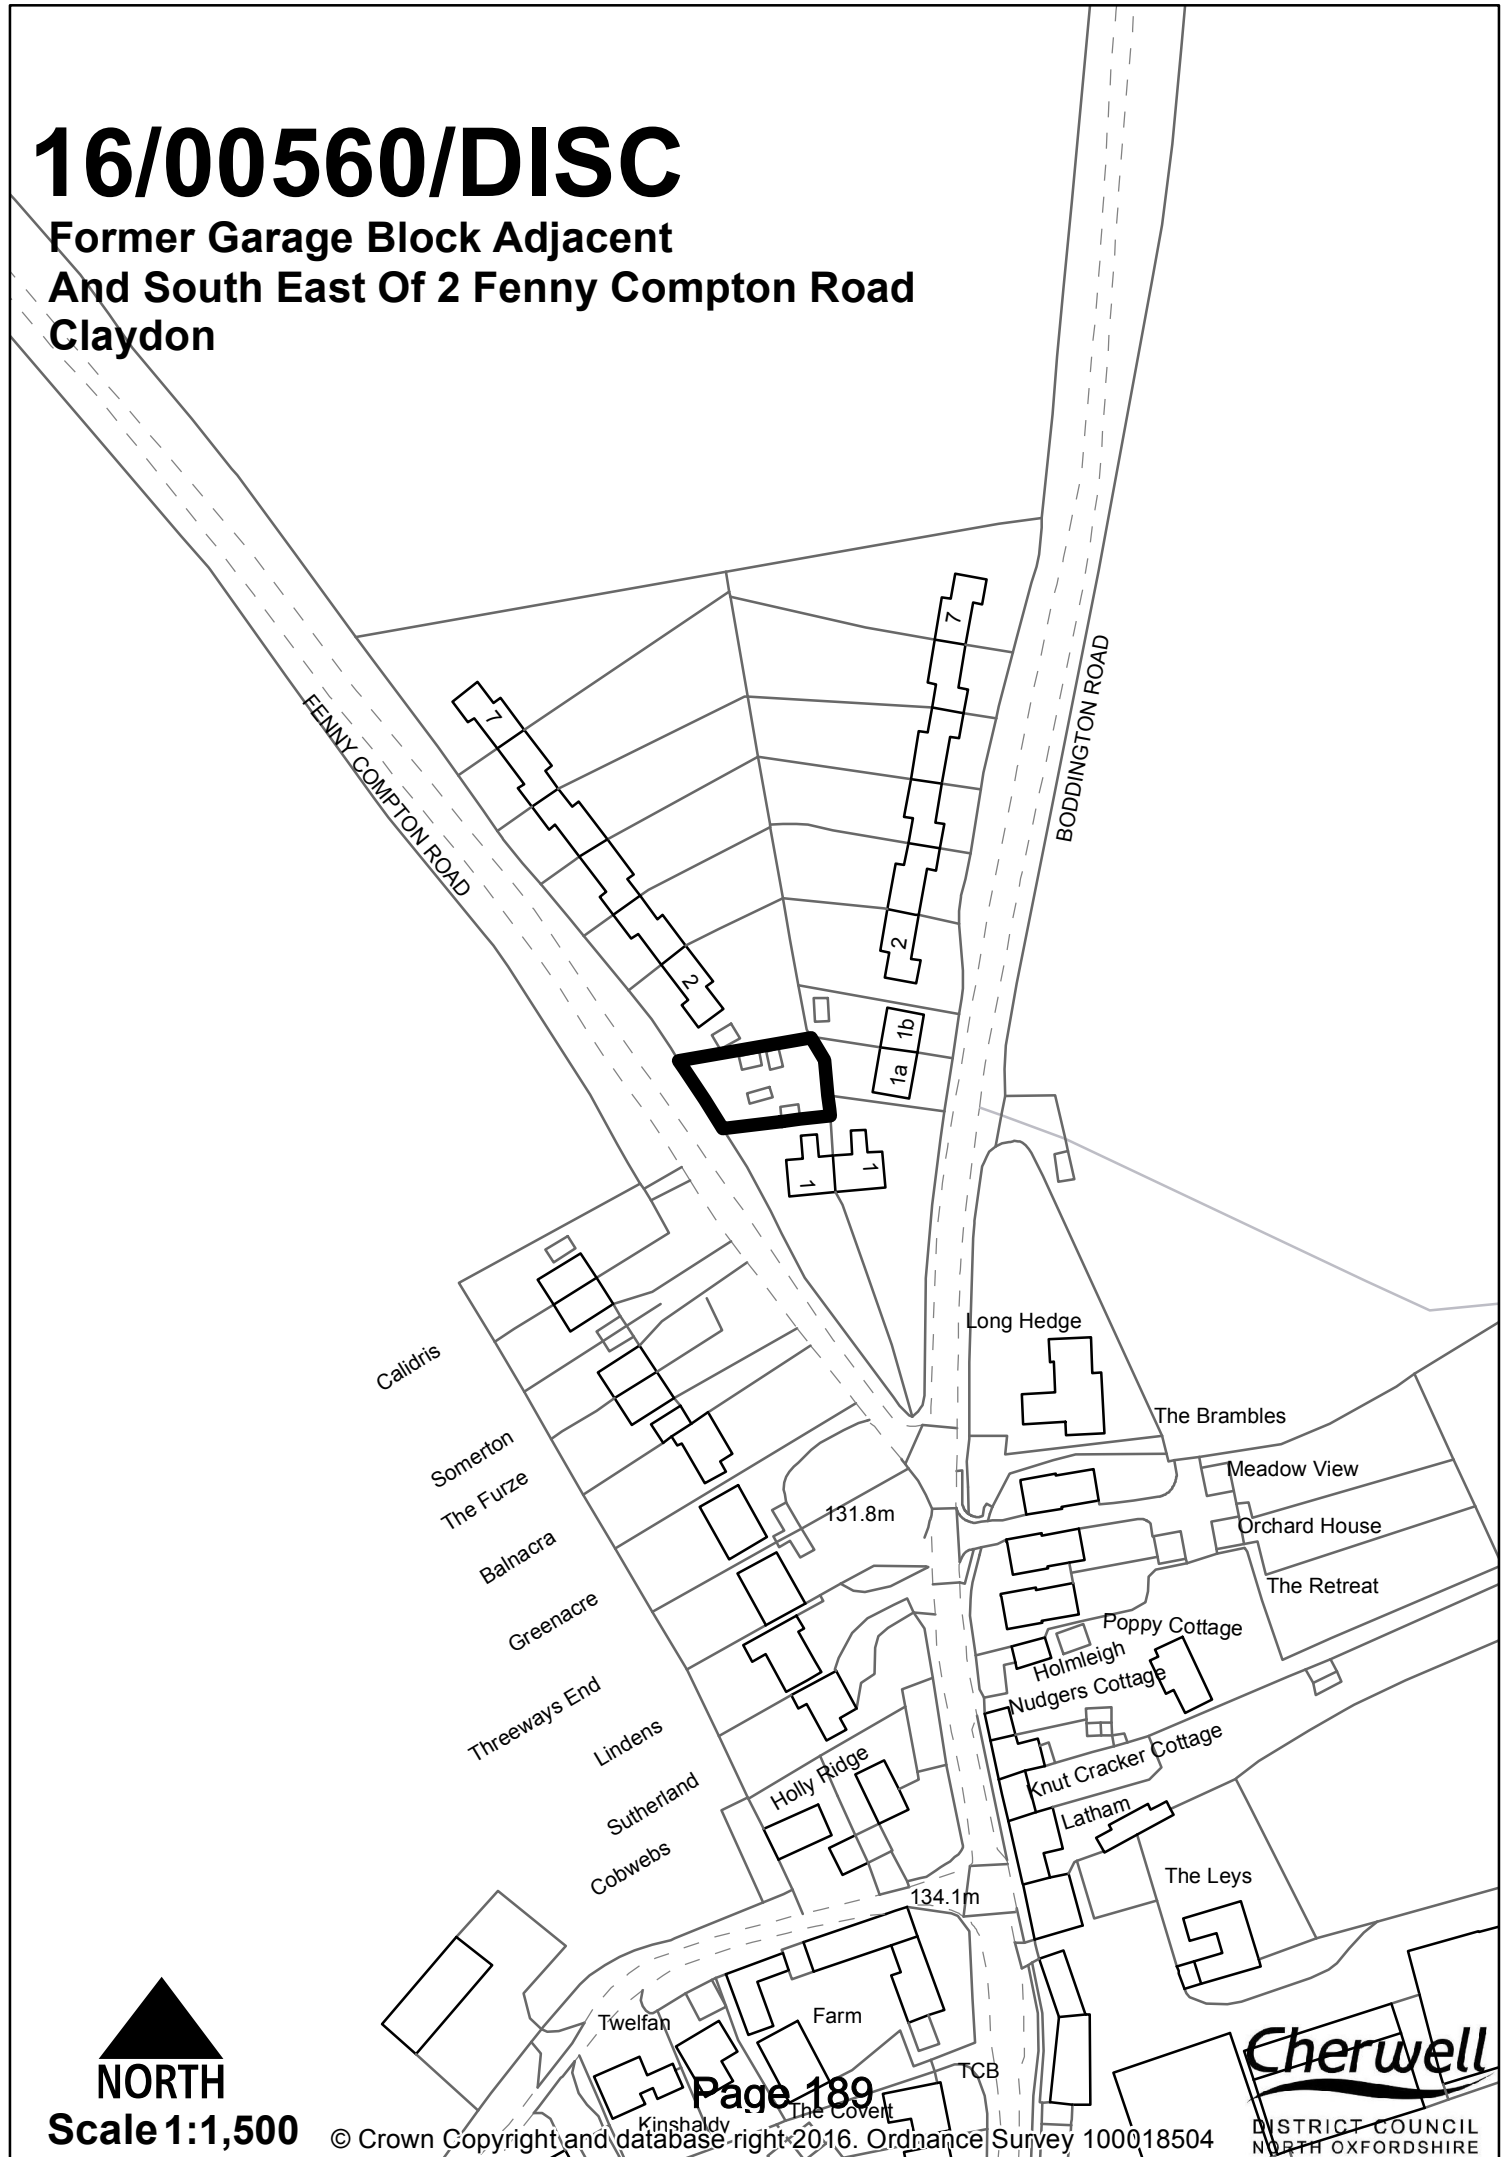 16/00560/DISC
Former Garage Block Adjacent
And South East Of 2 Fenny Compton Road
Claydon
7
7
BODDINGTON ROAD
FENNY COMPTON ROAD
2
2
1b
1a
1
1
Long Hedge
Calidris
The Brambles
Somerton
Meadow View
The Furze
131.8m
Orchard House
Balnacra
The Retreat
Greenacre
Poppy Cottage
Holmleigh
Nudgers Cottage
Threeways End
Lindens
Knut Cracker Cottage
Holly Ridge
Sutherland
Latham
Cobwebs
The Leys
134.1m
Twelfan
Farm
TCB
Cherwell
DISTRICT COUNCIL
NORTH OXFORDSHIRE
NORTH
Scale 1:1,500
Page 189
The Covert
Kinshaldy
© Crown Copyright and database right 2016. Ordnance Survey 100018504